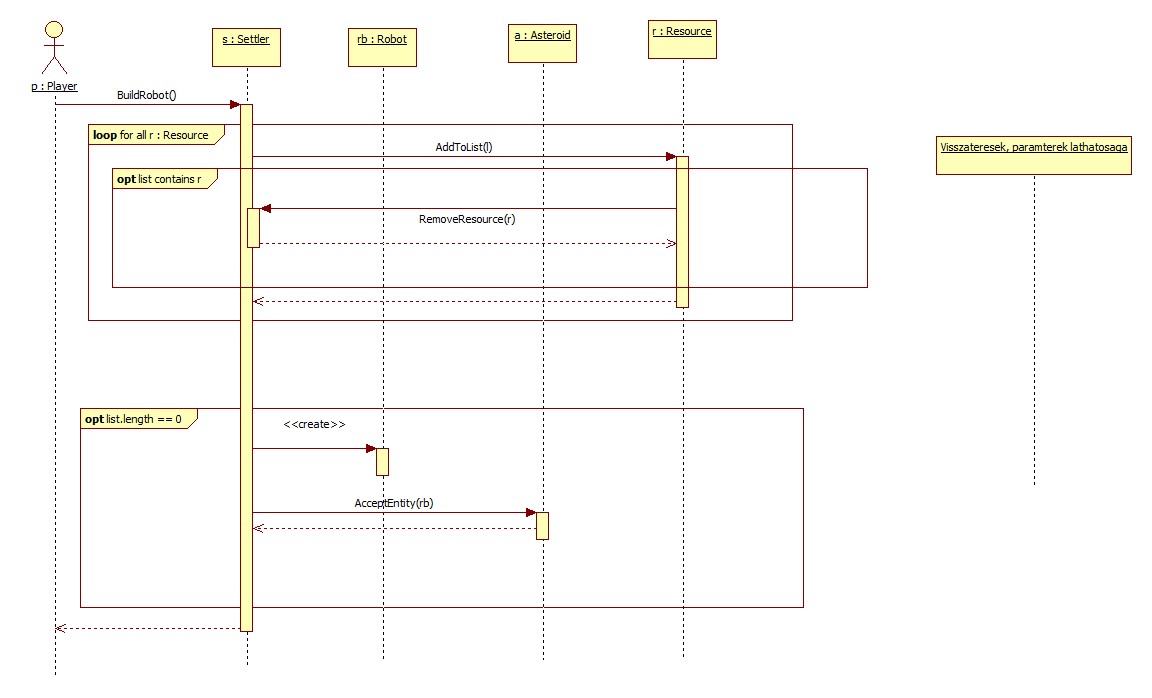 s : Settler
rb : Robot
a : Asteroid
r : Resource
p : Player
BuildRobot()
loop for all r : Resource
AddToList(l)
Visszateresek, paramterek lathatosaga
opt list contains r
RemoveResource(r)
opt list.length == 0
<<create>>
AcceptEntity(rb)